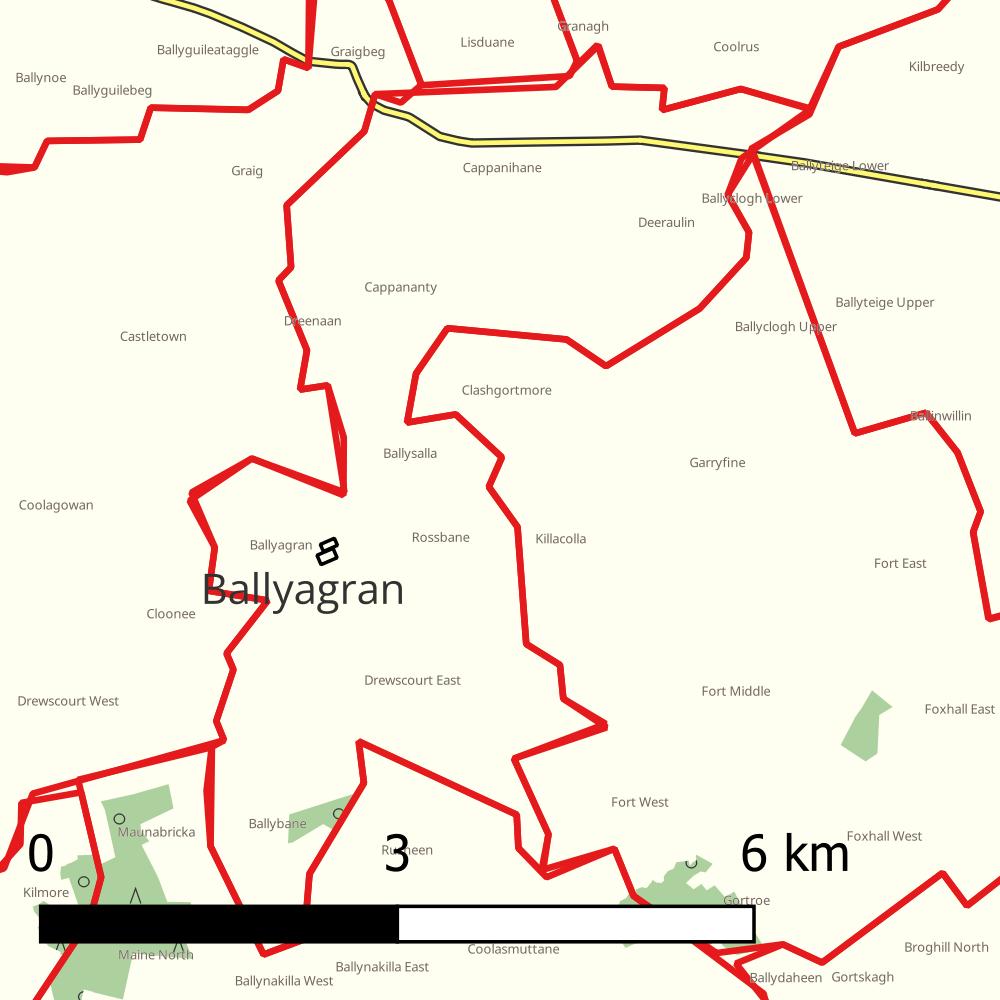 Granagh
Ballyguileataggle
Graigbeg
Lisduane
Coolrus
Kilbreedy
Ballynoe
Ballyguilebeg
Graig
Cappanihane
Ballyteige Lower
Ballyclogh Lower
Deeraulin
Cappananty
Ballyteige Upper
Dreenaan
Ballyclogh Upper
Castletown
Clashgortmore
Ballinwillin
Ballysalla
Garryfine
Coolagowan
Rossbane
Killacolla
Ballyagran
Fort East
Ballyagran
Cloonee
Drewscourt East
Fort Middle
Drewscourt West
Foxhall East
Fort West
Ballybane
Maunabricka
Foxhall West
0
3
6 km
Kilmore
Gortroe
Coolasmuttane
Broghill North
Maine North
Ballynakilla East
Ballynakilla West
Ballydaheen
Gortskagh